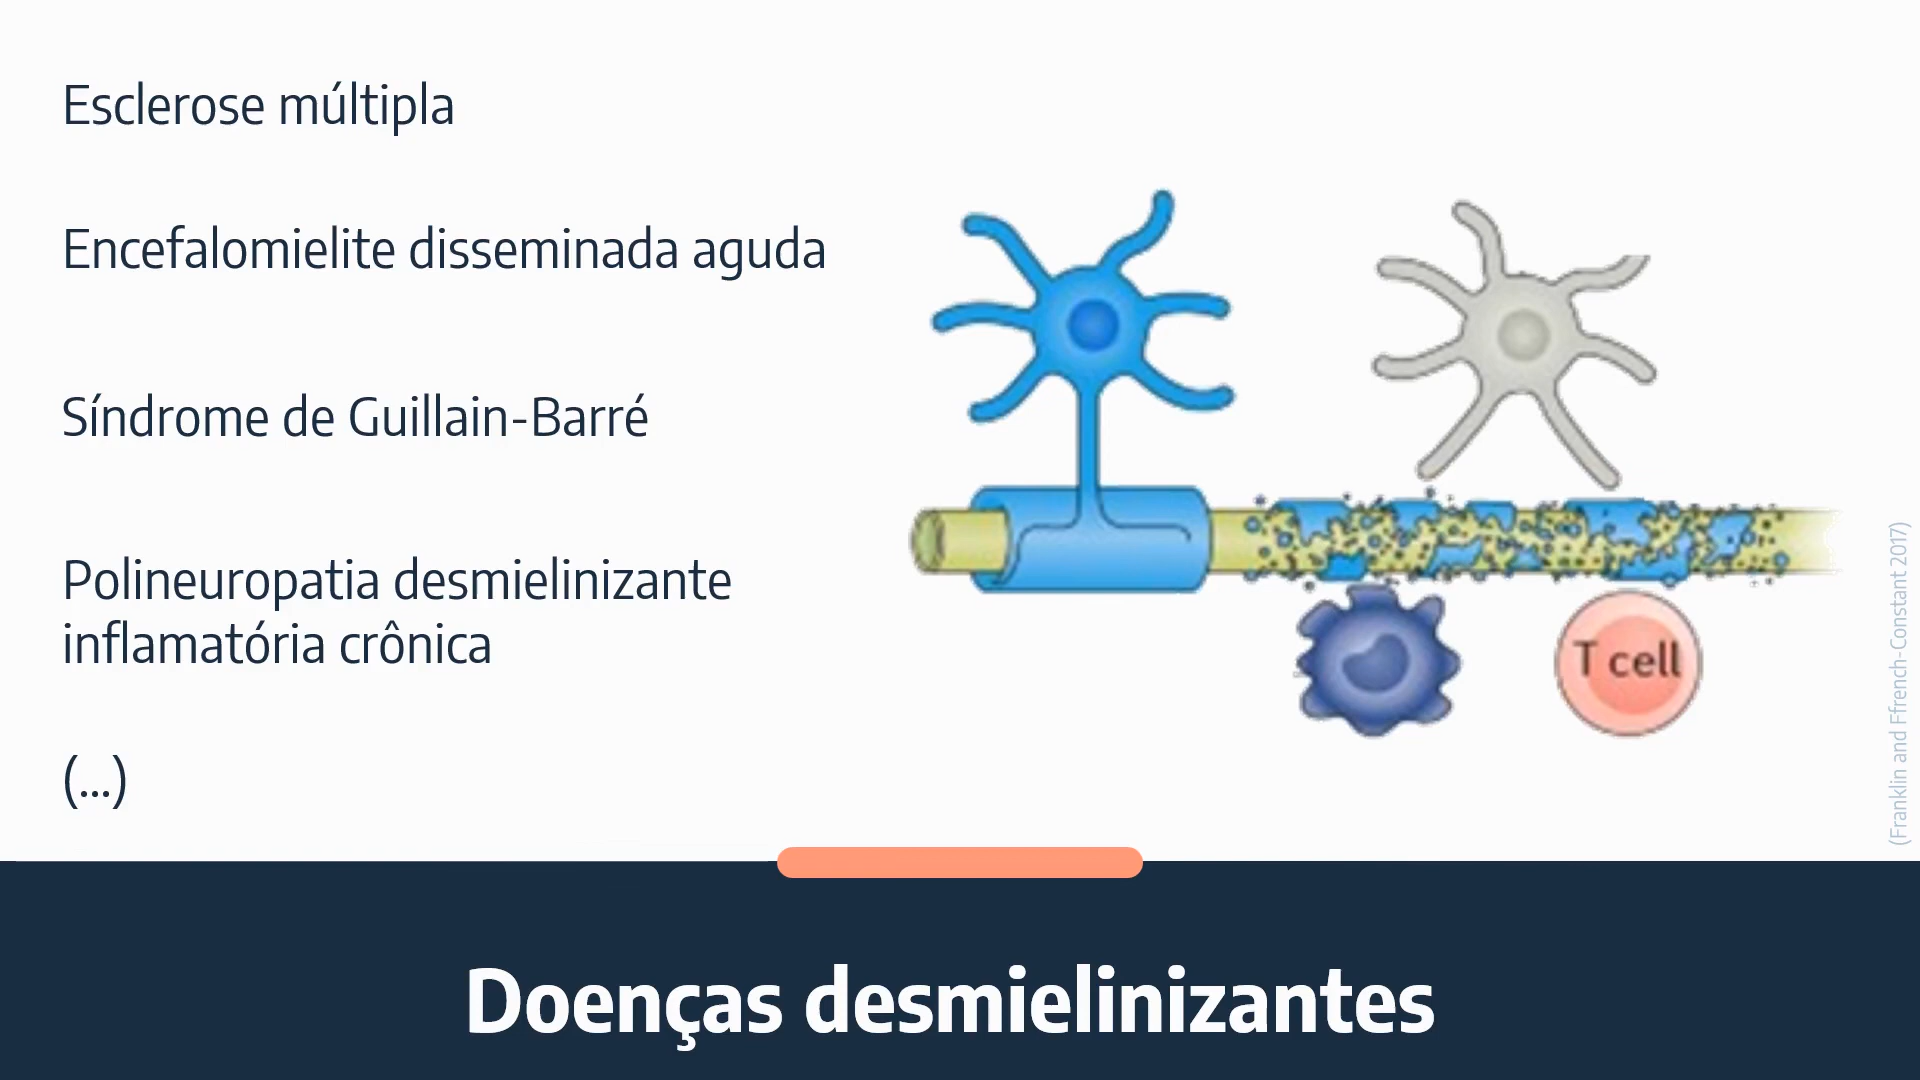 Esclerose múltipla
Encefalomielite disseminada aguda
Síndrome de Guillain-Barré
Polineuropatia desmielinizante
inflamatória crônica
(...)
T cell
(Franklin and Ffrench-Constant 2017)
Doenças desmielinizantes